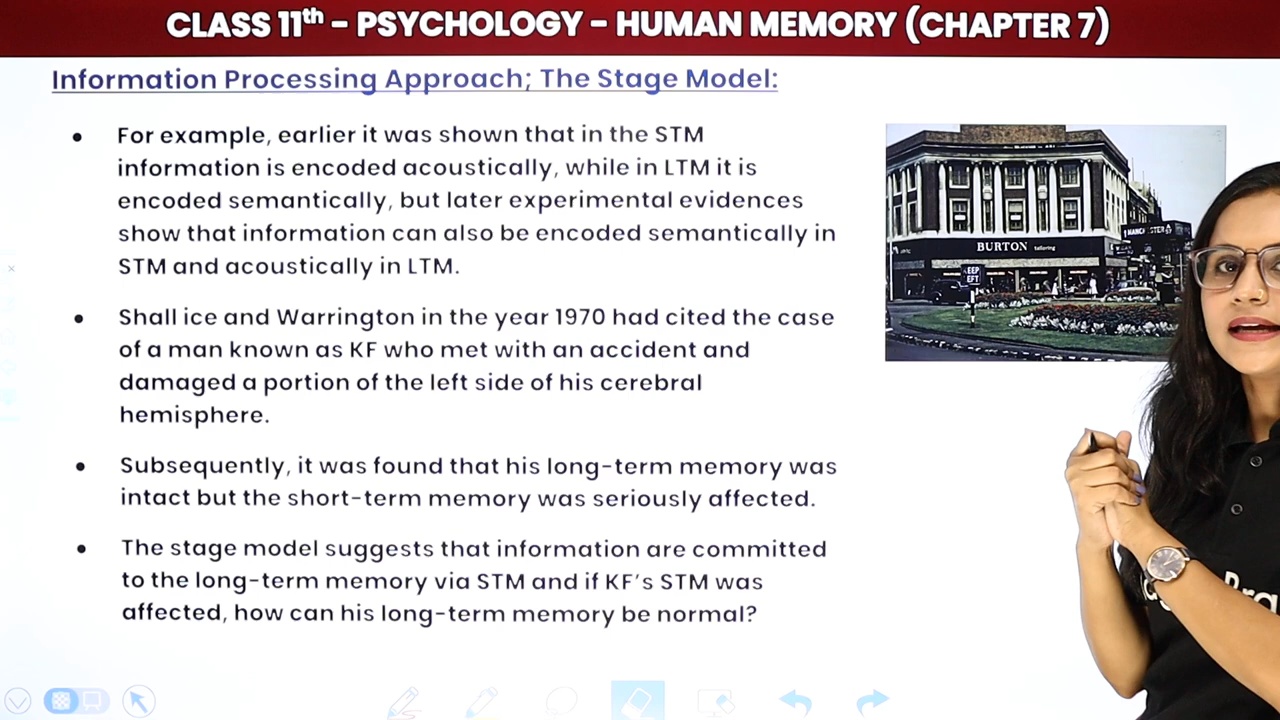 CLASS 11th - PSYCHOLOGY - HUMAN MEMORY (CHAPTER 7)
Information Processing Approach; The Stage Model:
• For example, earlier it was shown that in the STM
information is encoded acoustically, while in LTM it is
encoded semantically, but later experimental evidences
show that information can also be encoded semantically in
STM and acoustically in LTM.
• Shall ice and Warrington in the year 1970 had cited the case
of a man known as KF who met with an accident and
damaged a portion of the left side of his cerebral
hemisphere.
• Subsequently, it was found that his long-term memory was
intact but the short-term memory was seriously affected.
• The stage model suggests that information are committed
to the long-term memory via STM and if KF's STM was
affected, how can his long-term memory be normal?
BURTON tailoring